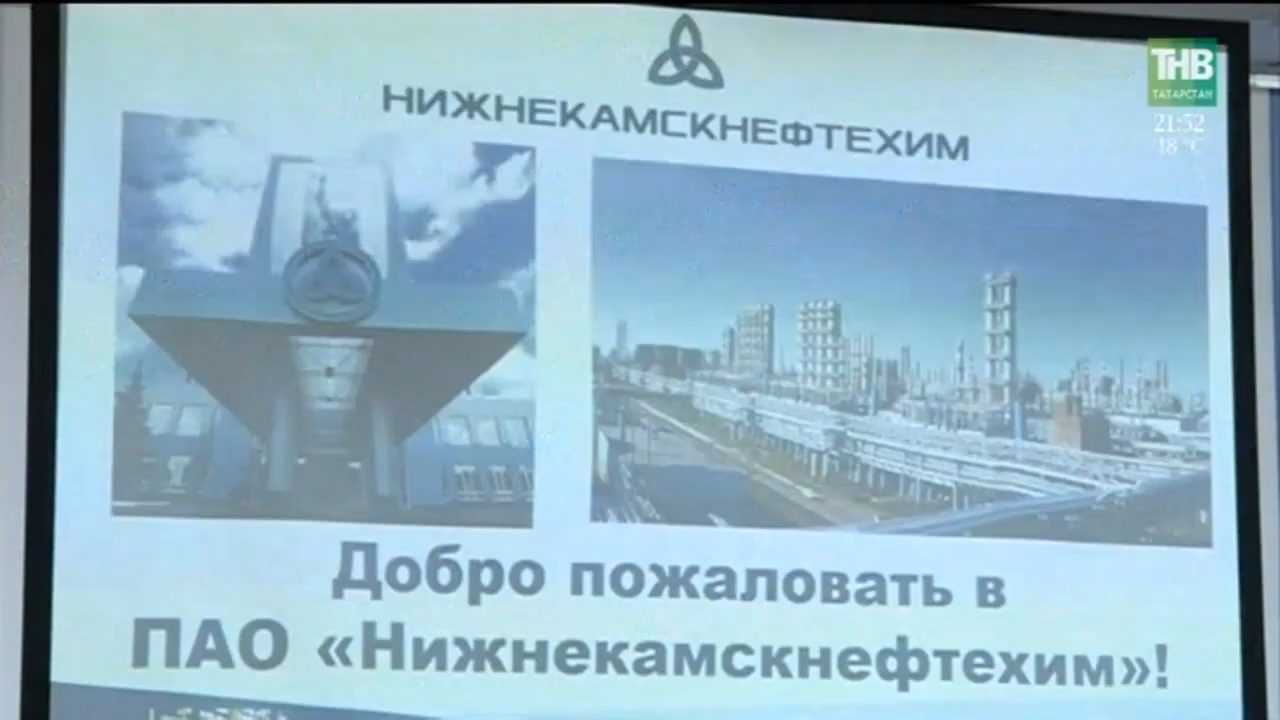 НИЖНЕКАМСКНЕФТЕХИМ
ТНВ
ТАТАРСТАН
21:52
18 °C
Добро пожаловать в
ПАО «Нижнекамскнефтехим»!